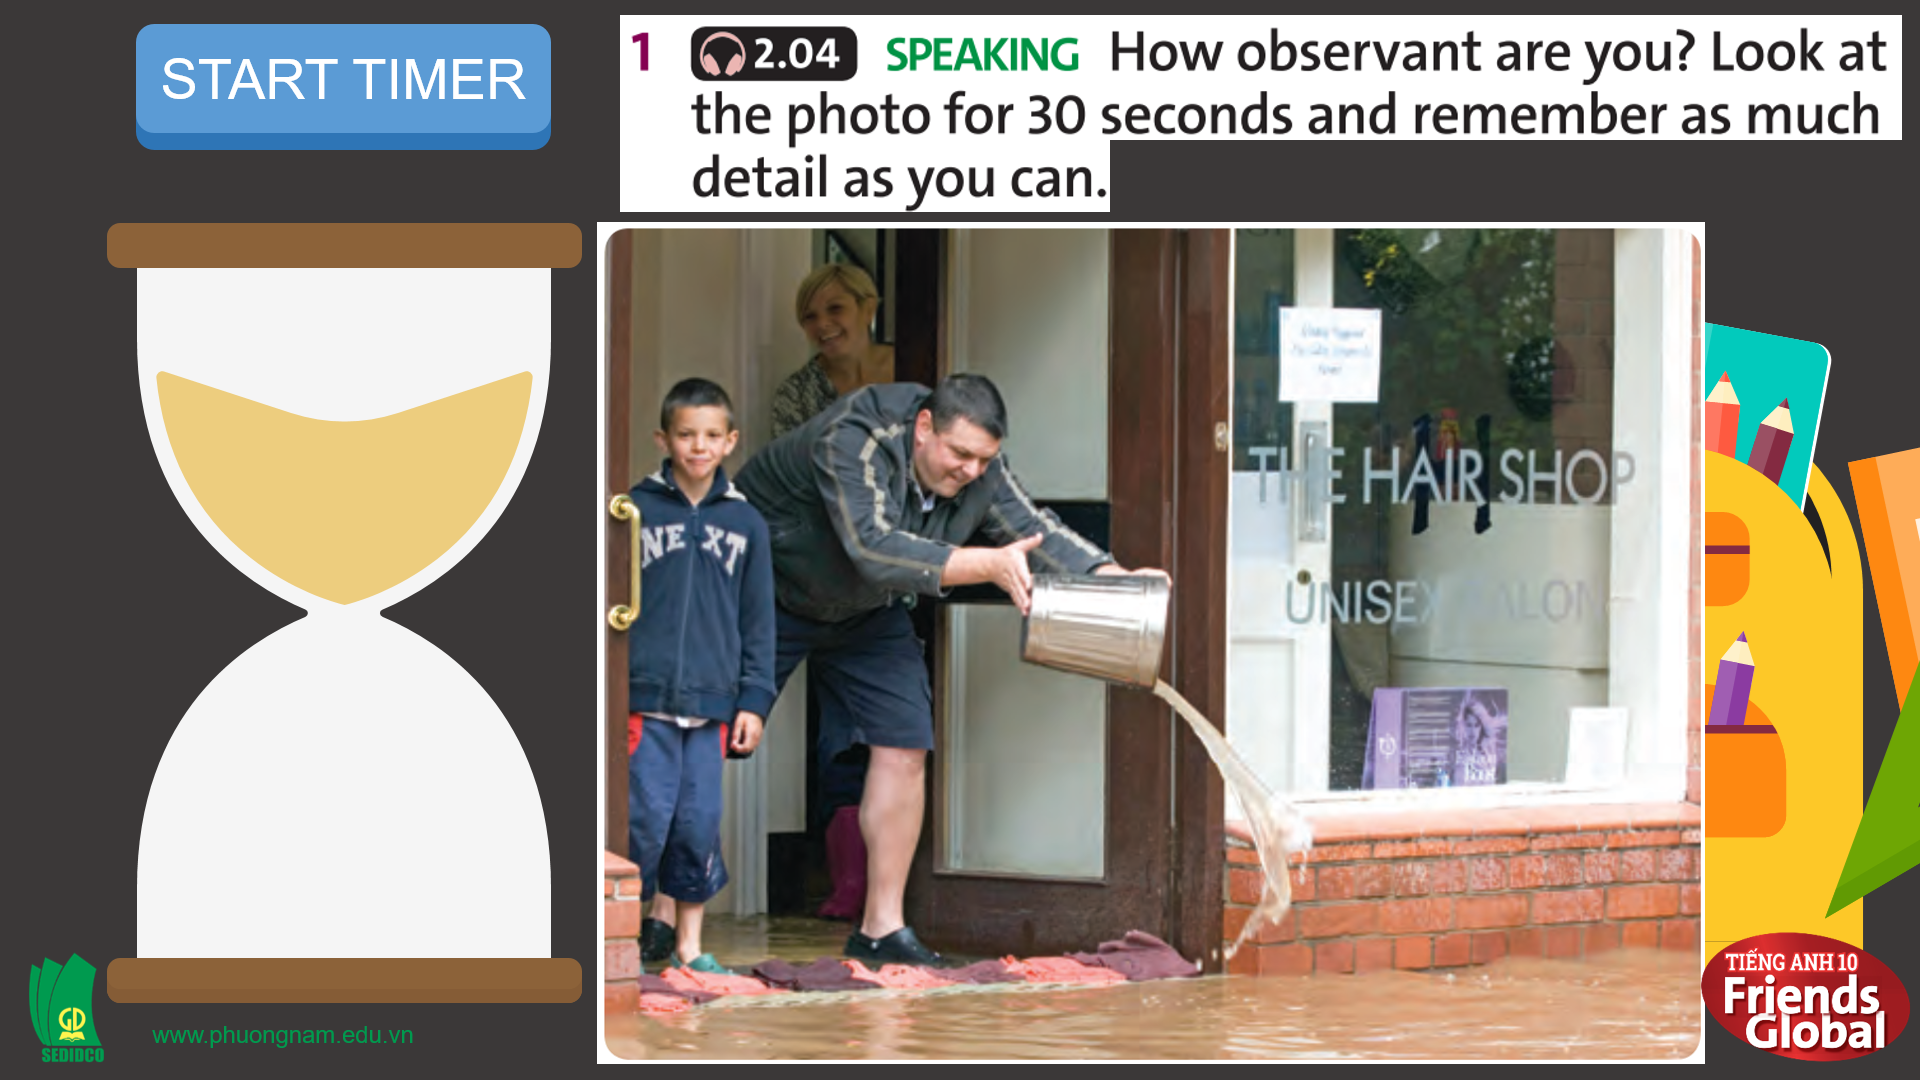 START TIMER
1 2.04 SPEAKING How observant are you? Look at
the photo for 30 seconds and remember as much
detail as you can.
NEXT
THE HAIR SHOP
UNISEX SALON
GD
SEDIDCO
www.phuongnam.edu.vn
TIẾNG ANH 10
Friends
Global